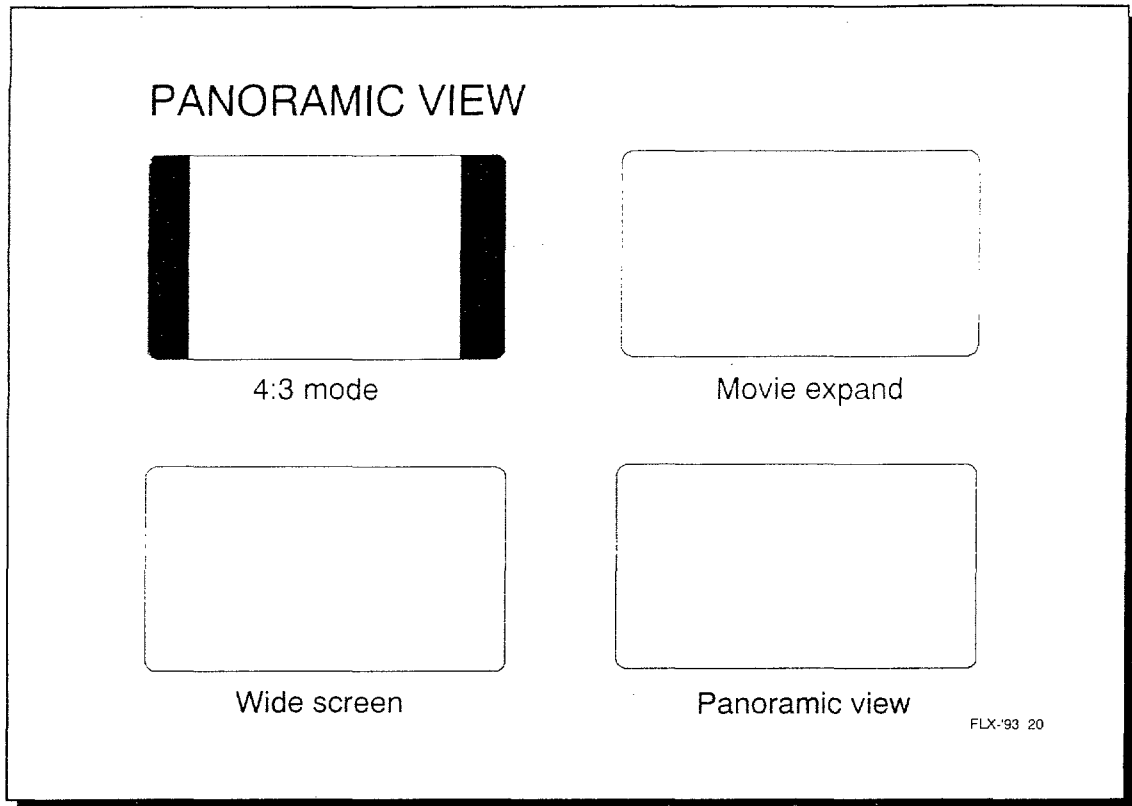 PANORAMIC VIEW
4:3 mode
Movie expand
Wide screen
Panoramic view
FLX-'93 20